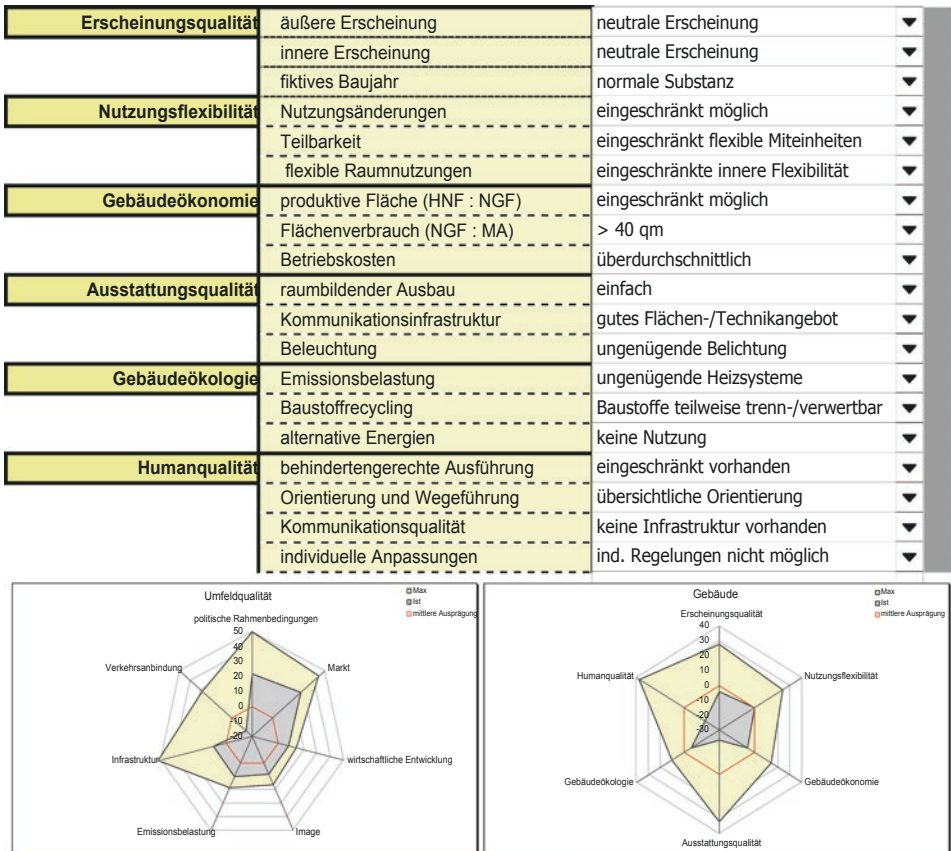 Erscheinungsqualität äußere Erscheinung neutrale Erscheinung
innere Erscheinung neutrale Erscheinung
fiktives Baujahr normale Substanz
Nutzungsflexibilität Nutzungsänderungen eingeschränkt möglich
Teilbarkeit eingeschränkt flexible Miteinheiten
flexible Raumnutzungen eingeschränkte innere Flexibilität
Gebäudeökonomie produktive Fläche (HNF : NGF) eingeschränkt möglich
Flächenverbrauch (NGF : MA) > 40 qm
Betriebskosten überdurchschnittlich
Ausstattungsqualität raumbildender Ausbau einfach
Kommunikationsinfrastruktur gutes Flächen-/Technikangebot
Beleuchtung ungenügende Belichtung
Gebäudeökologie Emissionsbelastung ungenügende Heizsysteme
Baustoffrecycling Baustoffe teilweise trenn-/verwertbar
alternative Energien keine Nutzung
Humanqualität behindertengerechte Ausführung eingeschränkt vorhanden
Orientierung und Wegeführung übersichtliche Orientierung
Kommunikationsqualität keine Infrastruktur vorhanden
individuelle Anpassungen ind. Regelungen nicht möglich
Umfeldqualität
Max
Ist
mittlere Ausprägung
politische Rahmenbedingungen
50
40
30
20
10
0
-10
-20
Verkehrsanbindung
Markt
Infrastruktur
wirtschaftliche Entwicklung
Emissionsbelastung
Image
Gebäude
Max
Ist
mittlere Ausprägung
Erscheinungsqualität
40
30
20
10
0
-10
-20
-30
Humanqualität
Nutzungsflexibilität
Gebäudeökologie
Gebäudeökonomie
Ausstattungsqualität